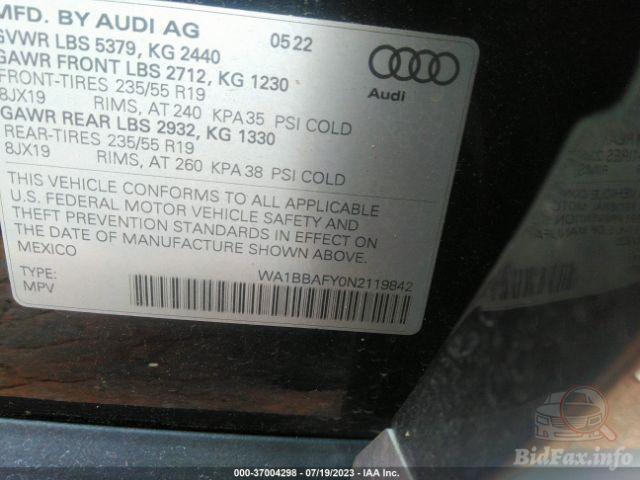 MFD. BY AUDI AG 05 22
GVWR LBS 5379, KG 2440
GAWR FRONT LBS 2712, KG 1230
FRONT-TIRES 235/55 R19
8JX19 RIMS, AT 240 KPA 35 PSI COLD
GAWR REAR LBS 2932, KG 1330
REAR-TIRES 235/55 R19
8JX19 RIMS, AT 260 KPA 38 PSI COLD
Audi
THIS VEHICLE CONFORMS TO ALL APPLICABLE
U.S. FEDERAL MOTOR VEHICLE SAFETY AND
THEFT PREVENTION STANDARDS IN EFFECT ON
THE DATE OF MANUFACTURE SHOWN ABOVE.
MEXICO
TYPE: WA1BBAFY0N2119842
MPV
BidFax.info
000-37004298 - 07/19/2023 - IAA Inc.